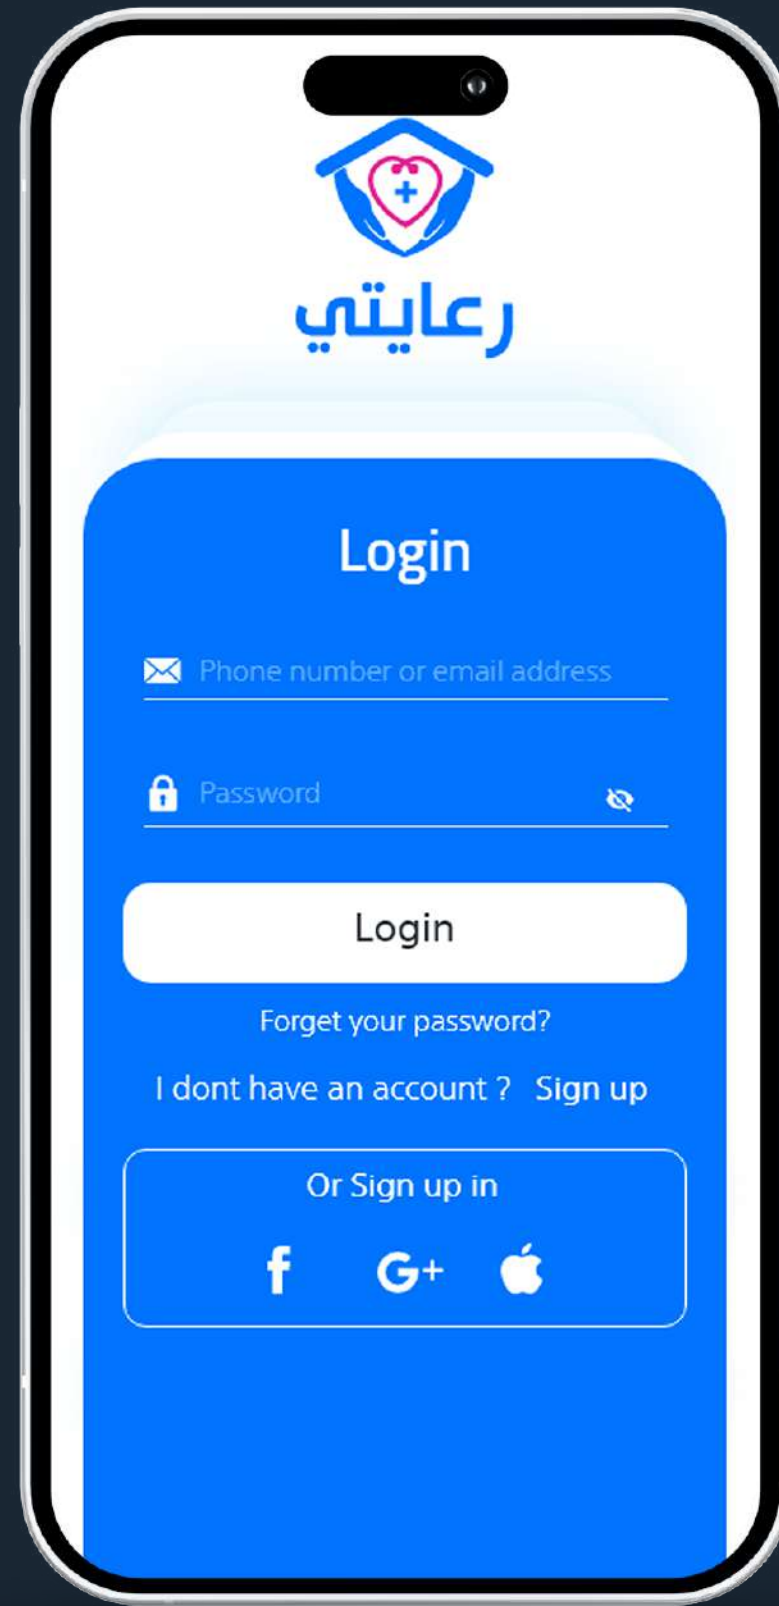 رعايتي
Login
Phone number or email address
Password
Login
Forget your password?
I dont have an account ? Sign up
Or Sign up in
f G+